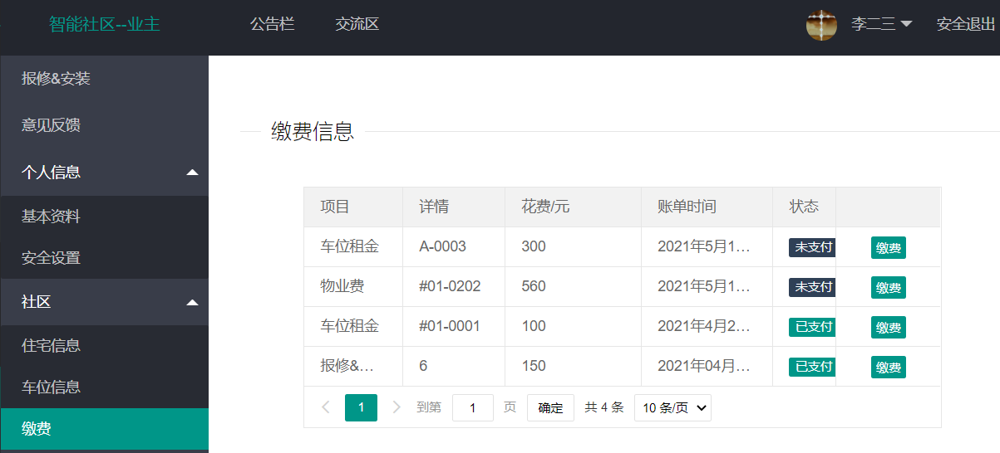 智能社区--业主 公告栏 交流区 李二三 安全退出
报修&安装
意见反馈
个人信息
基本资料
安全设置
社区
住宅信息
车位信息
缴费
缴费信息
项目 详情 花费/元 账单时间 状态
车位租金 A-0003 300 2021年5月1... 未支付 缴费
物业费 #01-0202 560 2021年5月1... 未支付 缴费
车位租金 #01-0001 100 2021年4月2... 已支付 缴费
报修&... 6 150 2021年04月... 已支付 缴费
1 到第 1 页 确定 共 4 条 10 条/页